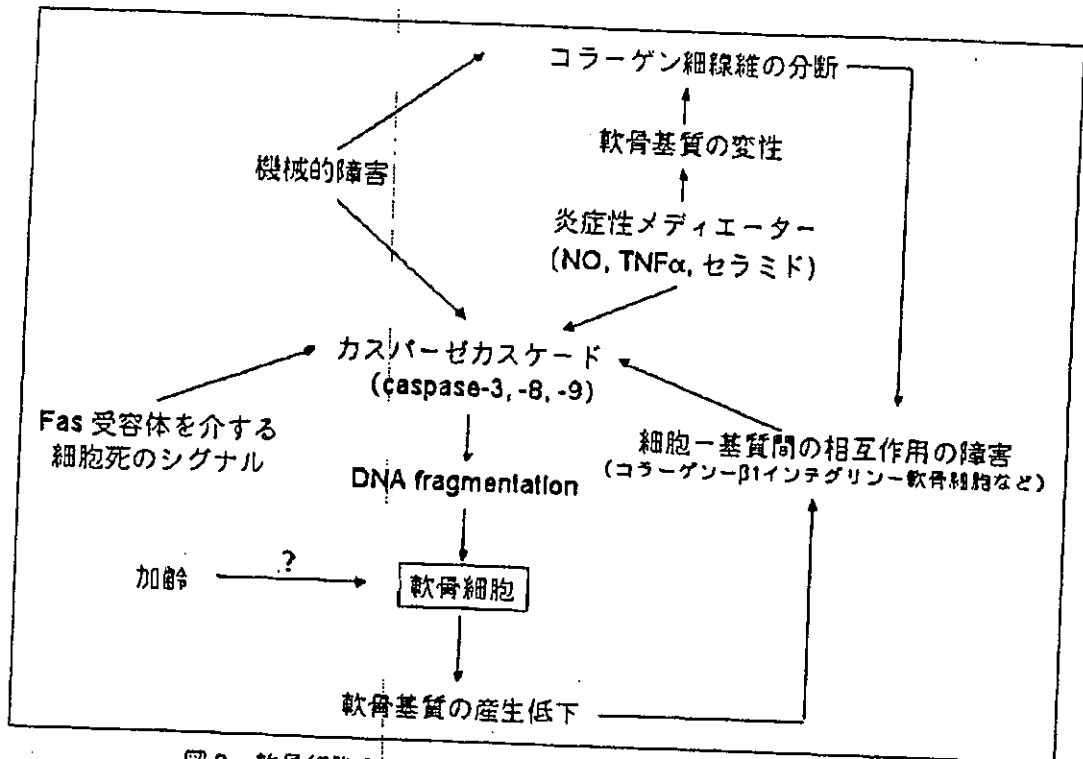 コラーゲン細線維の分断
軟骨基質の変性
機械的障害
炎症性メディエーター
(NO, TNFα, セラミド)
カスパーゼカスケード
(caspase-3, -8, -9)
Fas 受容体を介する
細胞死のシグナル
細胞ー基質間の相互作用の障害
(コラーゲンーβ1インテグリンー軟骨細胞など)
DNA fragmentation
加齢
?
軟骨細胞
軟骨基質の産生低下